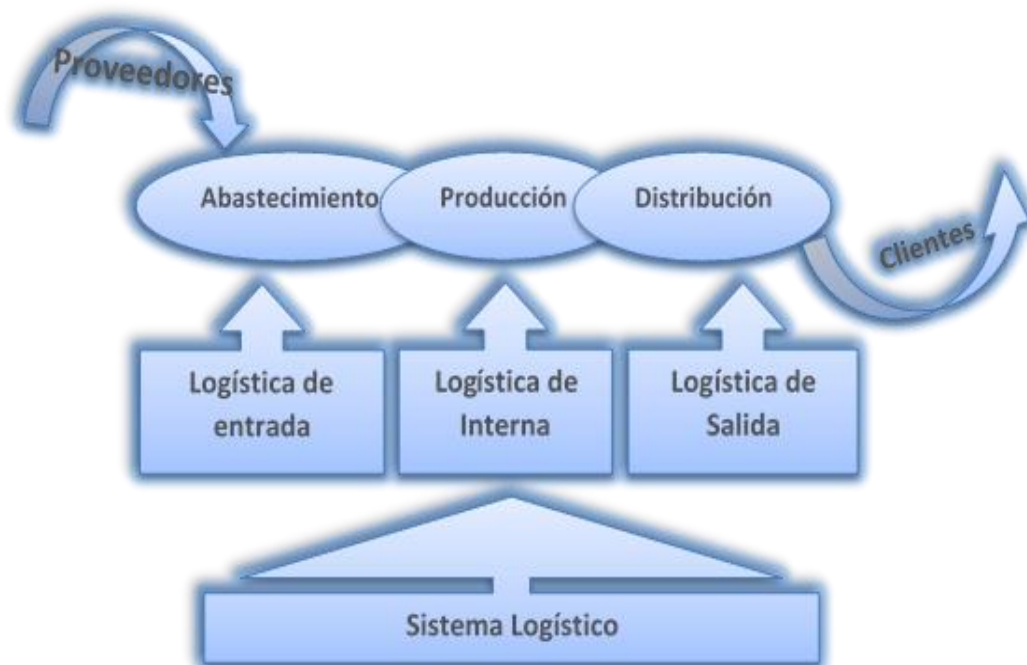 Proveedores
Abastecimiento
Producción
Distribución
Clientes
Logística de
entrada
Logística de
Interna
Logística de
Salida
Sistema Logístico